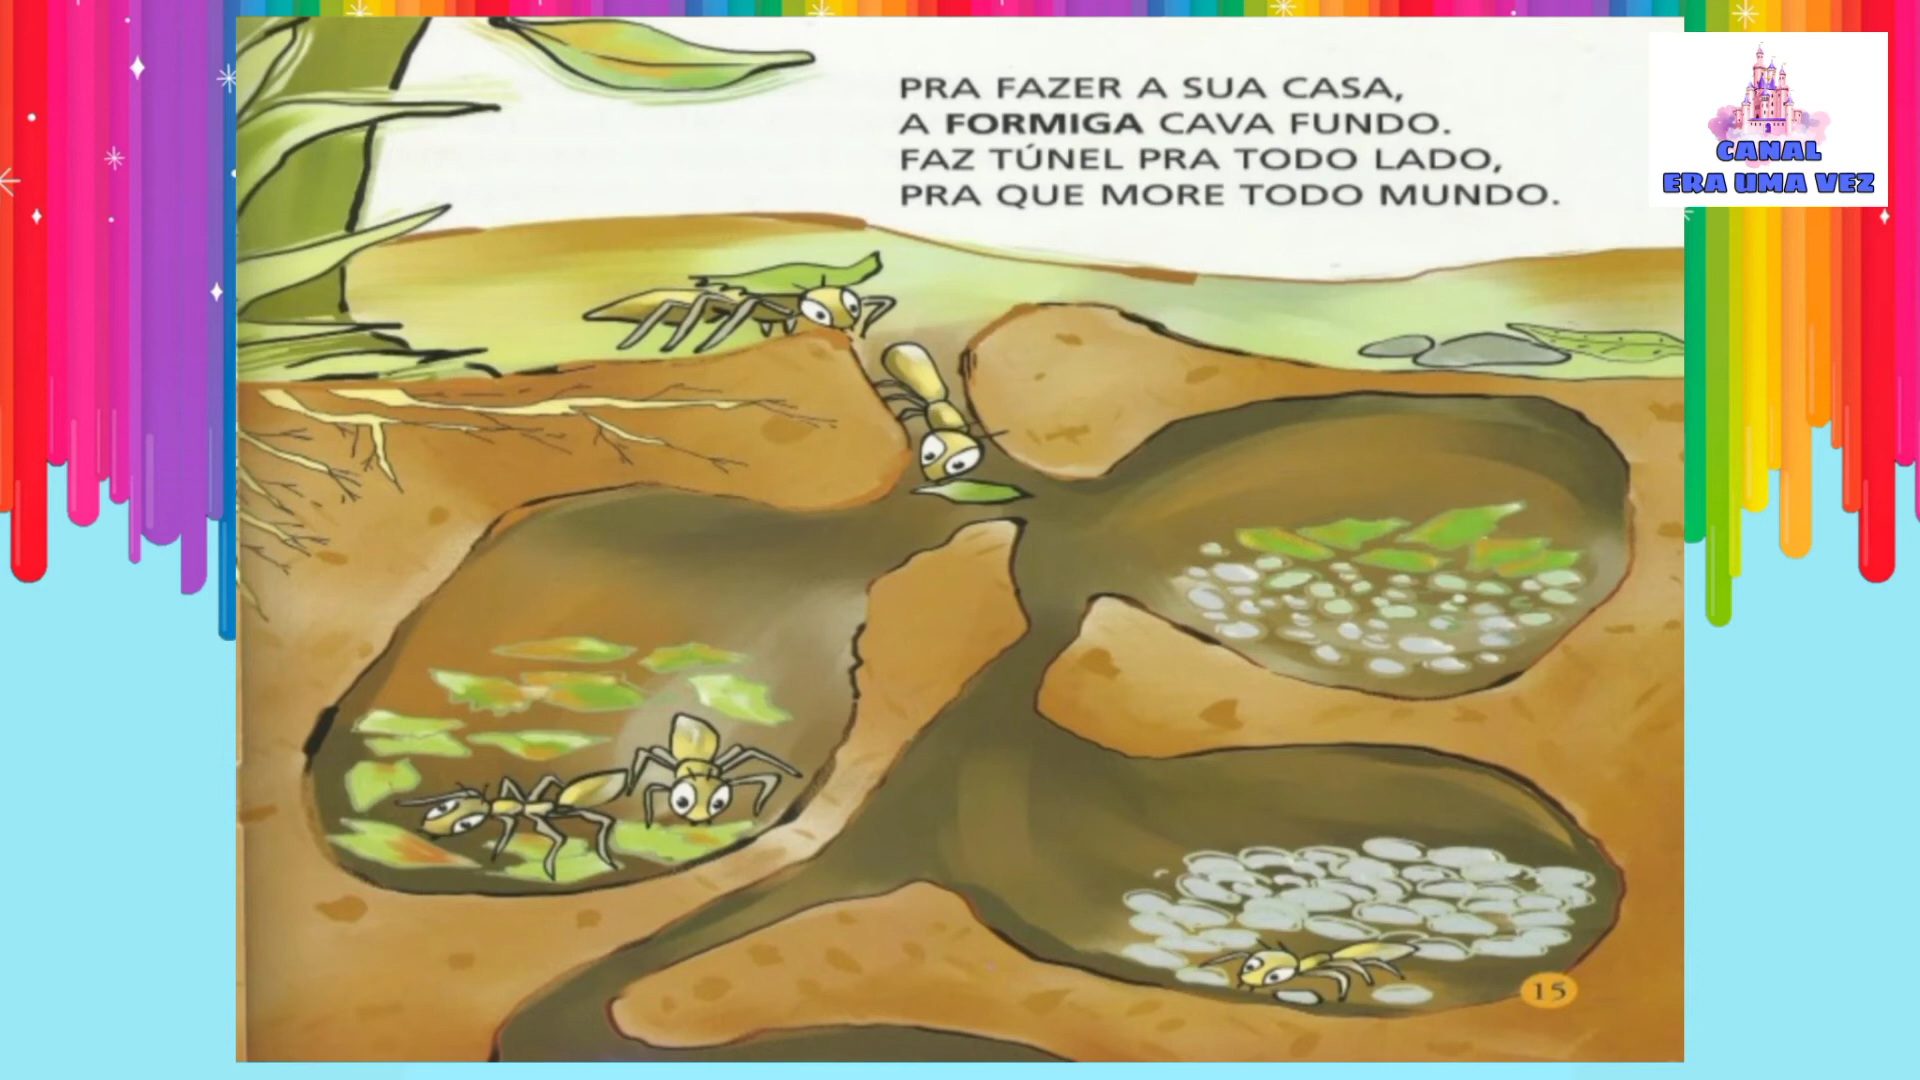 PRA FAZER A SUA CASA,
A FORMIGA CAVA FUNDO.
FAZ TÚNEL PRA TODO LADO,
PRA QUE MORE TODO MUNDO.
CANAL
ERA UMA VEZ
15